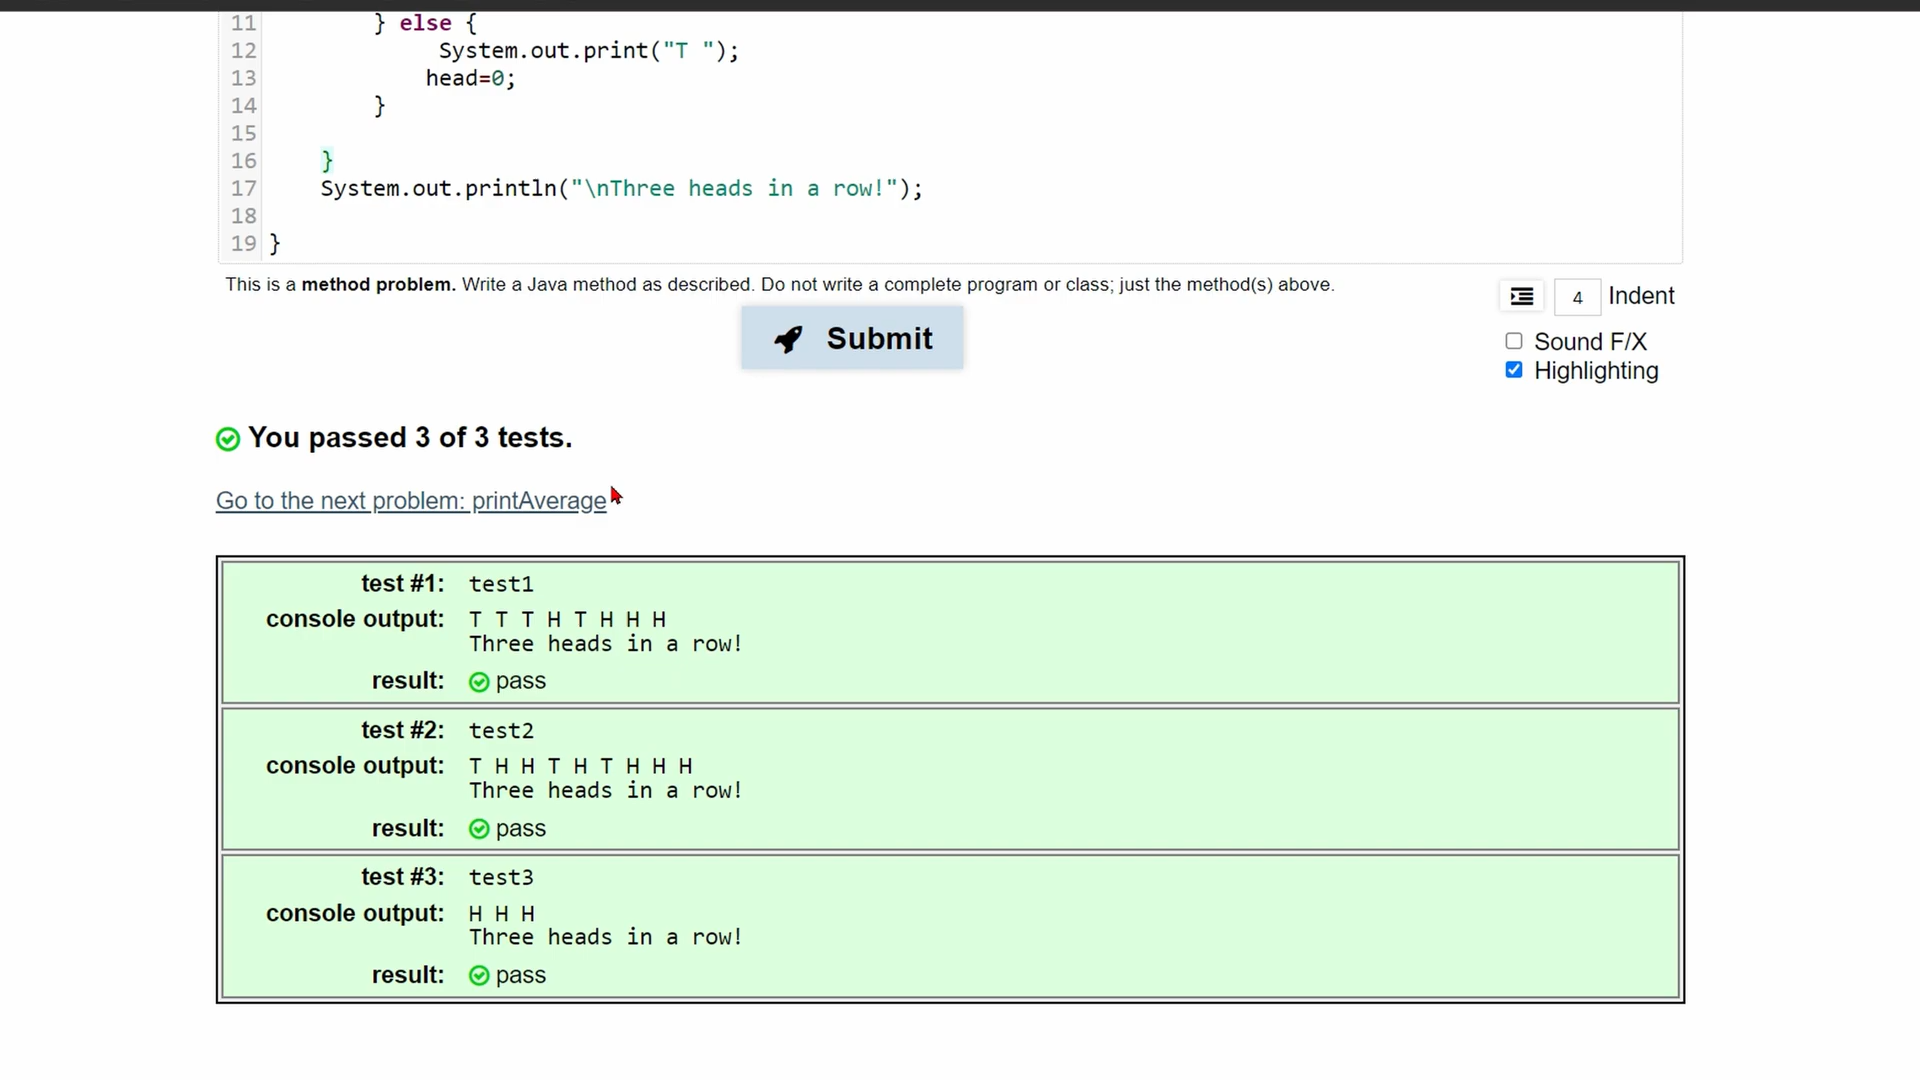 11 } else {
12 System.out.print("T ");
13 head=0;
14 }
15
16 }
17 System.out.println("\nThree heads in a row!");
18
19 }
This is a method problem. Write a Java method as described. Do not write a complete program or class; just the method(s) above.
4 Indent
Submit
Sound F/X
Highlighting
You passed 3 of 3 tests.
Go to the next problem: printAverage
test #1: test1
console output: T T T H T H H H
Three heads in a row!
result: pass
test #2: test2
console output: T H H T H T H H H
Three heads in a row!
result: pass
test #3: test3
console output: H H H
Three heads in a row!
result: pass